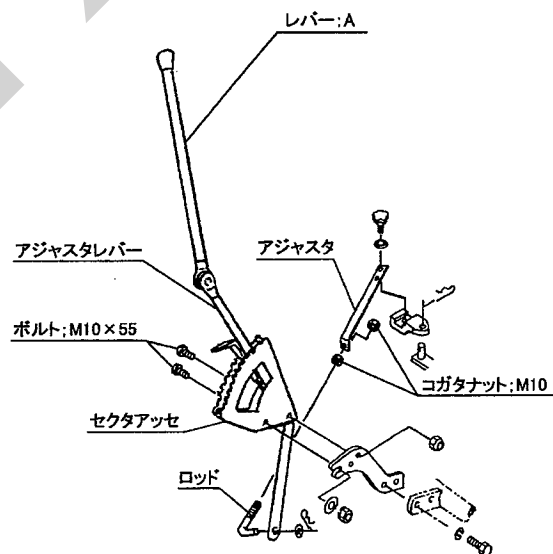 レバー;A
アジャスタレバー
アジャスタ
ボルト;M10×55
コガタナット;M10
セクタアッセ
ロッド